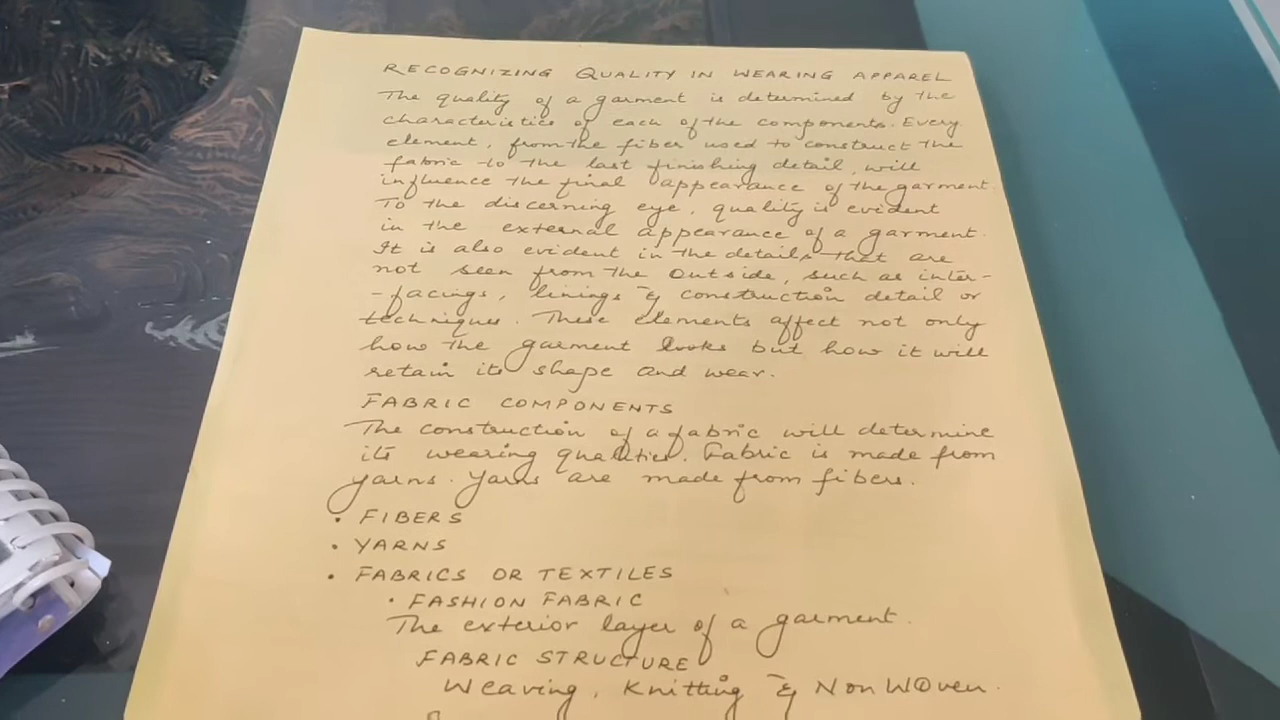 RECOGNIZING QUALITY IN WEARING APPAREL
The quality of a garment is determined by the
characteristics of each of the components. Every
element, from the fiber used to construct the
fabric to the last finishing detail, will
influence the final appearance of the garment.
To the discerning eye, quality is evident
in the external appearance of a garment.
It is also evident in the details that are
not seen from the outside, such as inter-
-facings, linings & construction detail or
techniques. These elements affect not only
how the garment looks but how it will
retain its shape and wear.
FABRIC COMPONENTS
The construction of a fabric will determine
its wearing qualities. Fabric is made from
yarns. Yarns are made from fibers.
• FIBERS
• YARNS
• FABRICS OR TEXTILES
• FASHION FABRIC
The exterior layer of a garment.
FABRIC STRUCTURE
Weaving, Knitting & Non Woven.